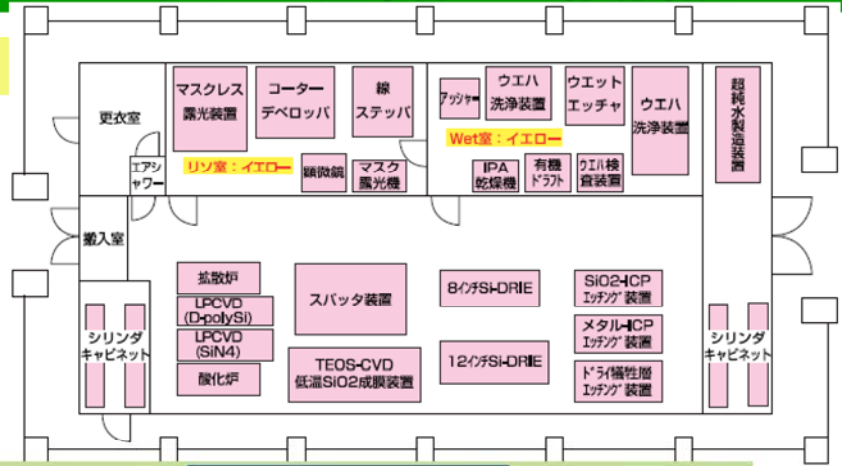 更衣室
エアシ
ャワー
搬入室
シリンダ
キャビネット
マスクレス
露光装置
コーター
デベロッパ
線
ステッパ
リソ室：イエロー
顕微鏡
マスク
露光機
アッシャー
ウエハ
洗浄装置
ウエット
エッチャ
ウエハ
洗浄装置
Wet室：イエロー
IPA
乾燥機
有機
ドラフト
ウエハ検
査装置
超純水製造装置
拡散炉
LPCVD
(D-polySi)
LPCVD
(SiN4)
酸化炉
スパッタ装置
TEOS-CVD
低温SiO2成膜装置
8インチSi-DRIE
12インチSi-DRIE
SiO2-ICP
エッチング装置
メタル-ICP
エッチング装置
ドライ犠牲層
エッチング装置
シリンダ
キャビネット